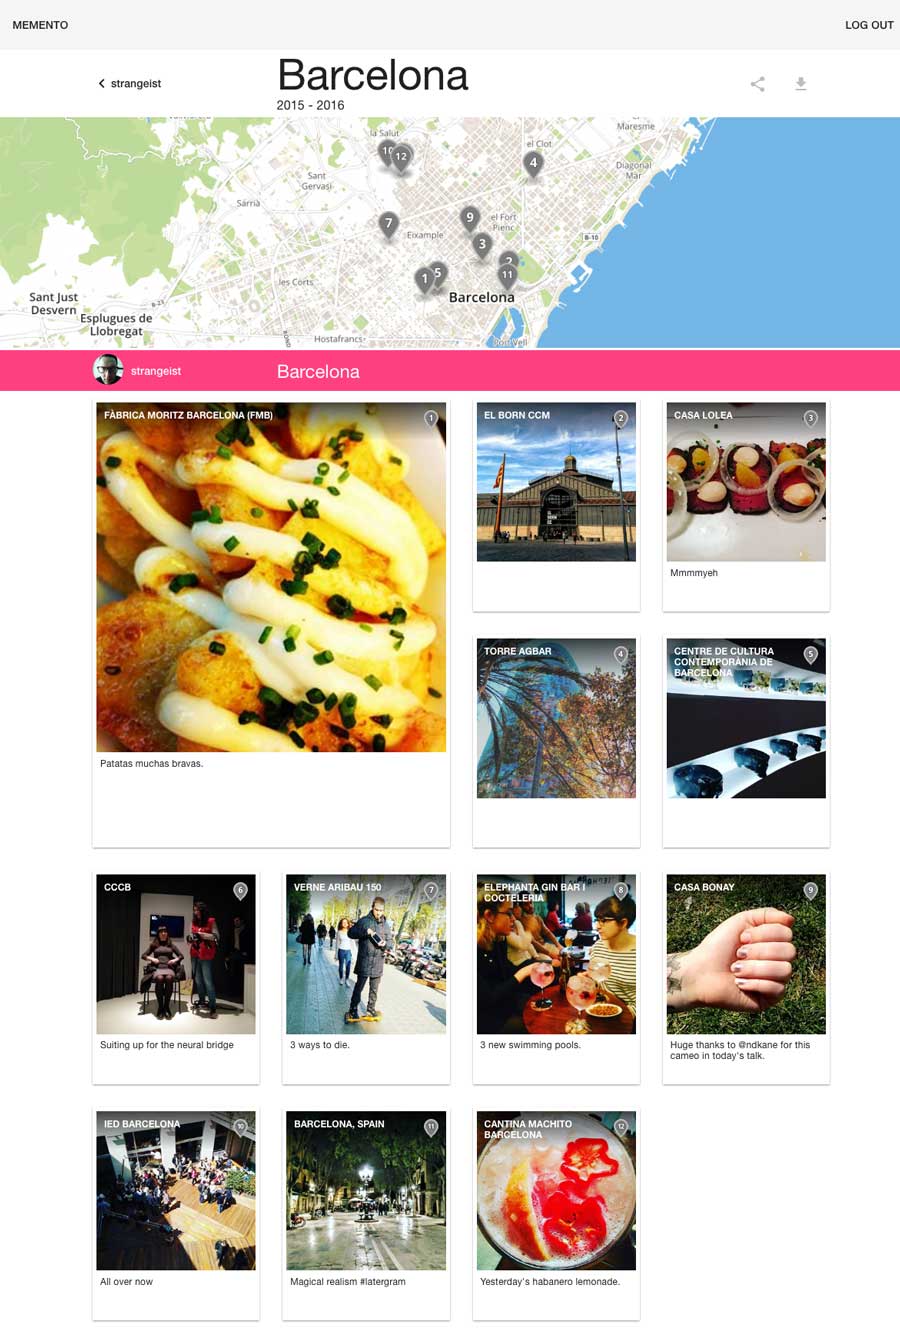 MEMENTO
LOG OUT
strangeist
Barcelona
2015 - 2016
la Salut
el Clot
Maresme
Diagonal
Mar
Sant
Gervasi
Sarrià
10
12
4
7
9
el Fort
Pienc
Eixample
3
B-10
2
11
1
5
les Corts
Barcelona
Sant Just
Desvern
B-23
Esplugues de
Llobregat
Hostafrancs
Port Vell
strangeist
Barcelona
FÀBRICA MORITZ BARCELONA (FMB)
1
Patatas muchas bravas.
EL BORN CCM
2
CASA LOLEA
3
Mmmmyeh
TORRE AGBAR
4
CENTRE DE CULTURA
CONTEMPORÀNIA DE
BARCELONA
5
CCCB
6
Suiting up for the neural bridge
VERNE ARIBAU 150
7
3 ways to die.
ELEPHANTA GIN BAR I
COCTELERIA
8
3 new swimming pools.
CASA BONAY
9
Huge thanks to @ndkane for this
cameo in today's talk.
IED BARCELONA
10
All over now
BARCELONA, SPAIN
11
Magical realism #latergram
CANTINA MACHITO
BARCELONA
12
Yesterday's habanero lemonade.